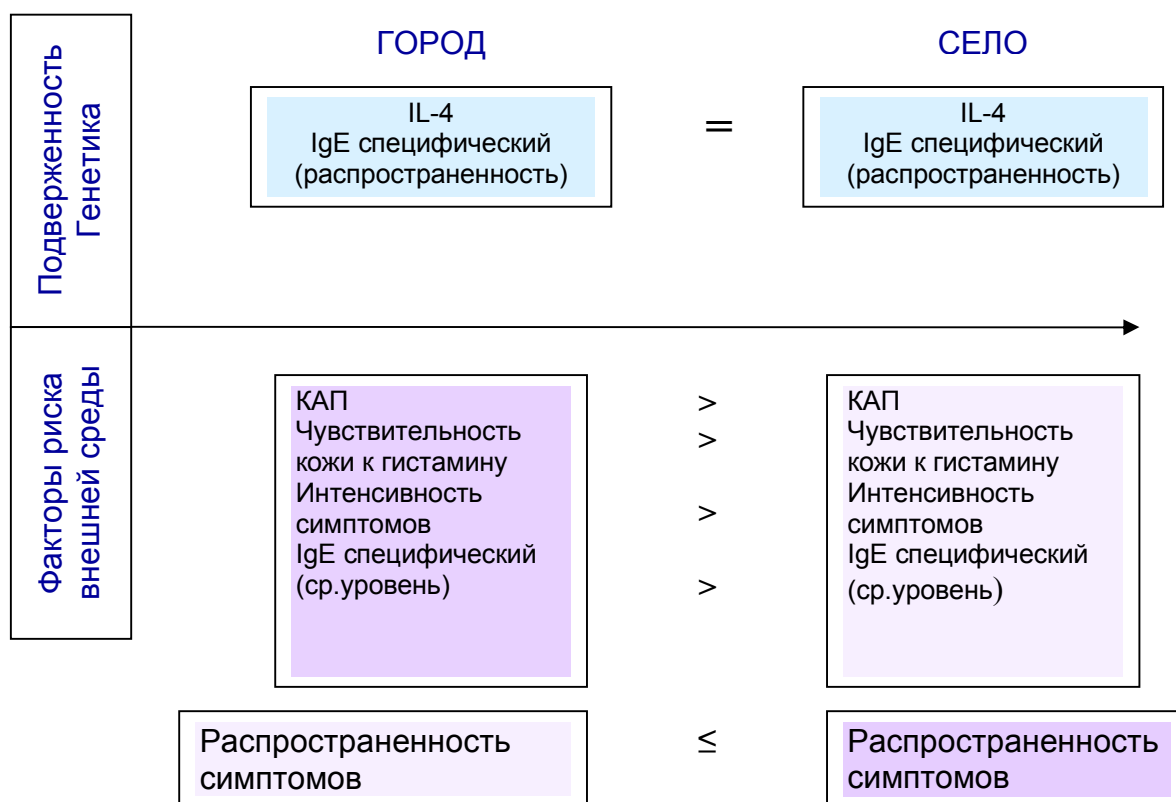 ГОРОД
СЕЛО
Подверженность
Генетика
IL-4
IgE специфический
(распространенность)
=
IL-4
IgE специфический
(распространенность)
Факторы риска
внешней среды
КАП
Чувствительность
кожи к гистамину
Интенсивность
симптомов
IgE специфический
(ср.уровень)
>
>
>
>
КАП
Чувствительность
кожи к гистамину
Интенсивность
симптомов
IgE специфический
(ср.уровень)
Распространенность
симптомов
≤
Распространенность
симптомов